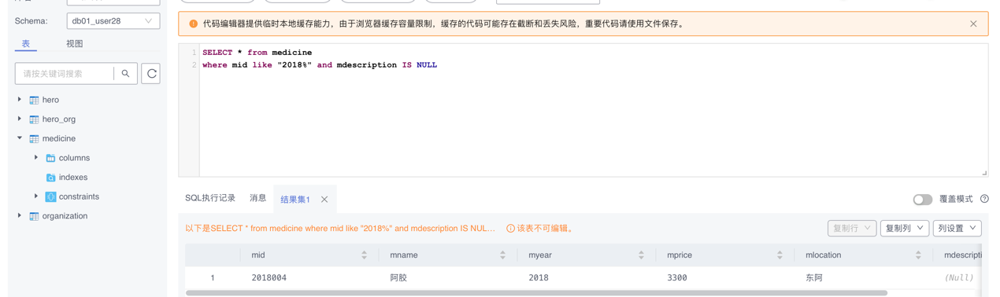 Schema:
db01_user28
表
视图
请按关键词搜索
hero
hero_org
medicine
columns
indexes
constraints
organization
代码编辑器提供临时本地缓存能力，由于浏览器缓存容量限制，缓存的代码可能存在截断和丢失风险，重要代码请使用文件保存。
1 SELECT * from medicine
2 where mid like "2018%" and mdescription IS NULL
SQL执行记录 消息 结果集1
覆盖模式
以下是SELECT * from medicine where mid like "2018%" and mdescription IS NUL... 该表不可编辑。
复制行 复制列 列设置
mid mname myear mprice mlocation mdescripti
1 2018004 阿胶 2018 3300 东阿 (Null)